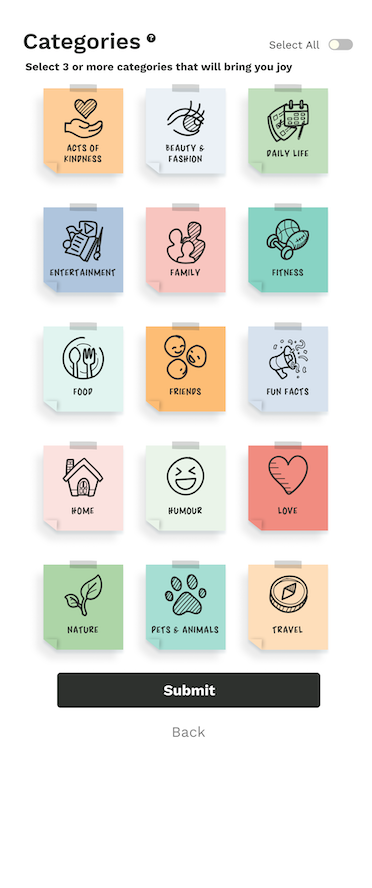 Categories ?
Select All
Select 3 or more categories that will bring you joy
ACTS OF
KINDNESS
BEAUTY &
FASHION
DAILY LIFE
ENTERTAINMENT
FAMILY
FITNESS
FOOD
FRIENDS
FUN FACTS
HOME
HUMOUR
LOVE
NATURE
PETS & ANIMALS
TRAVEL
Submit
Back